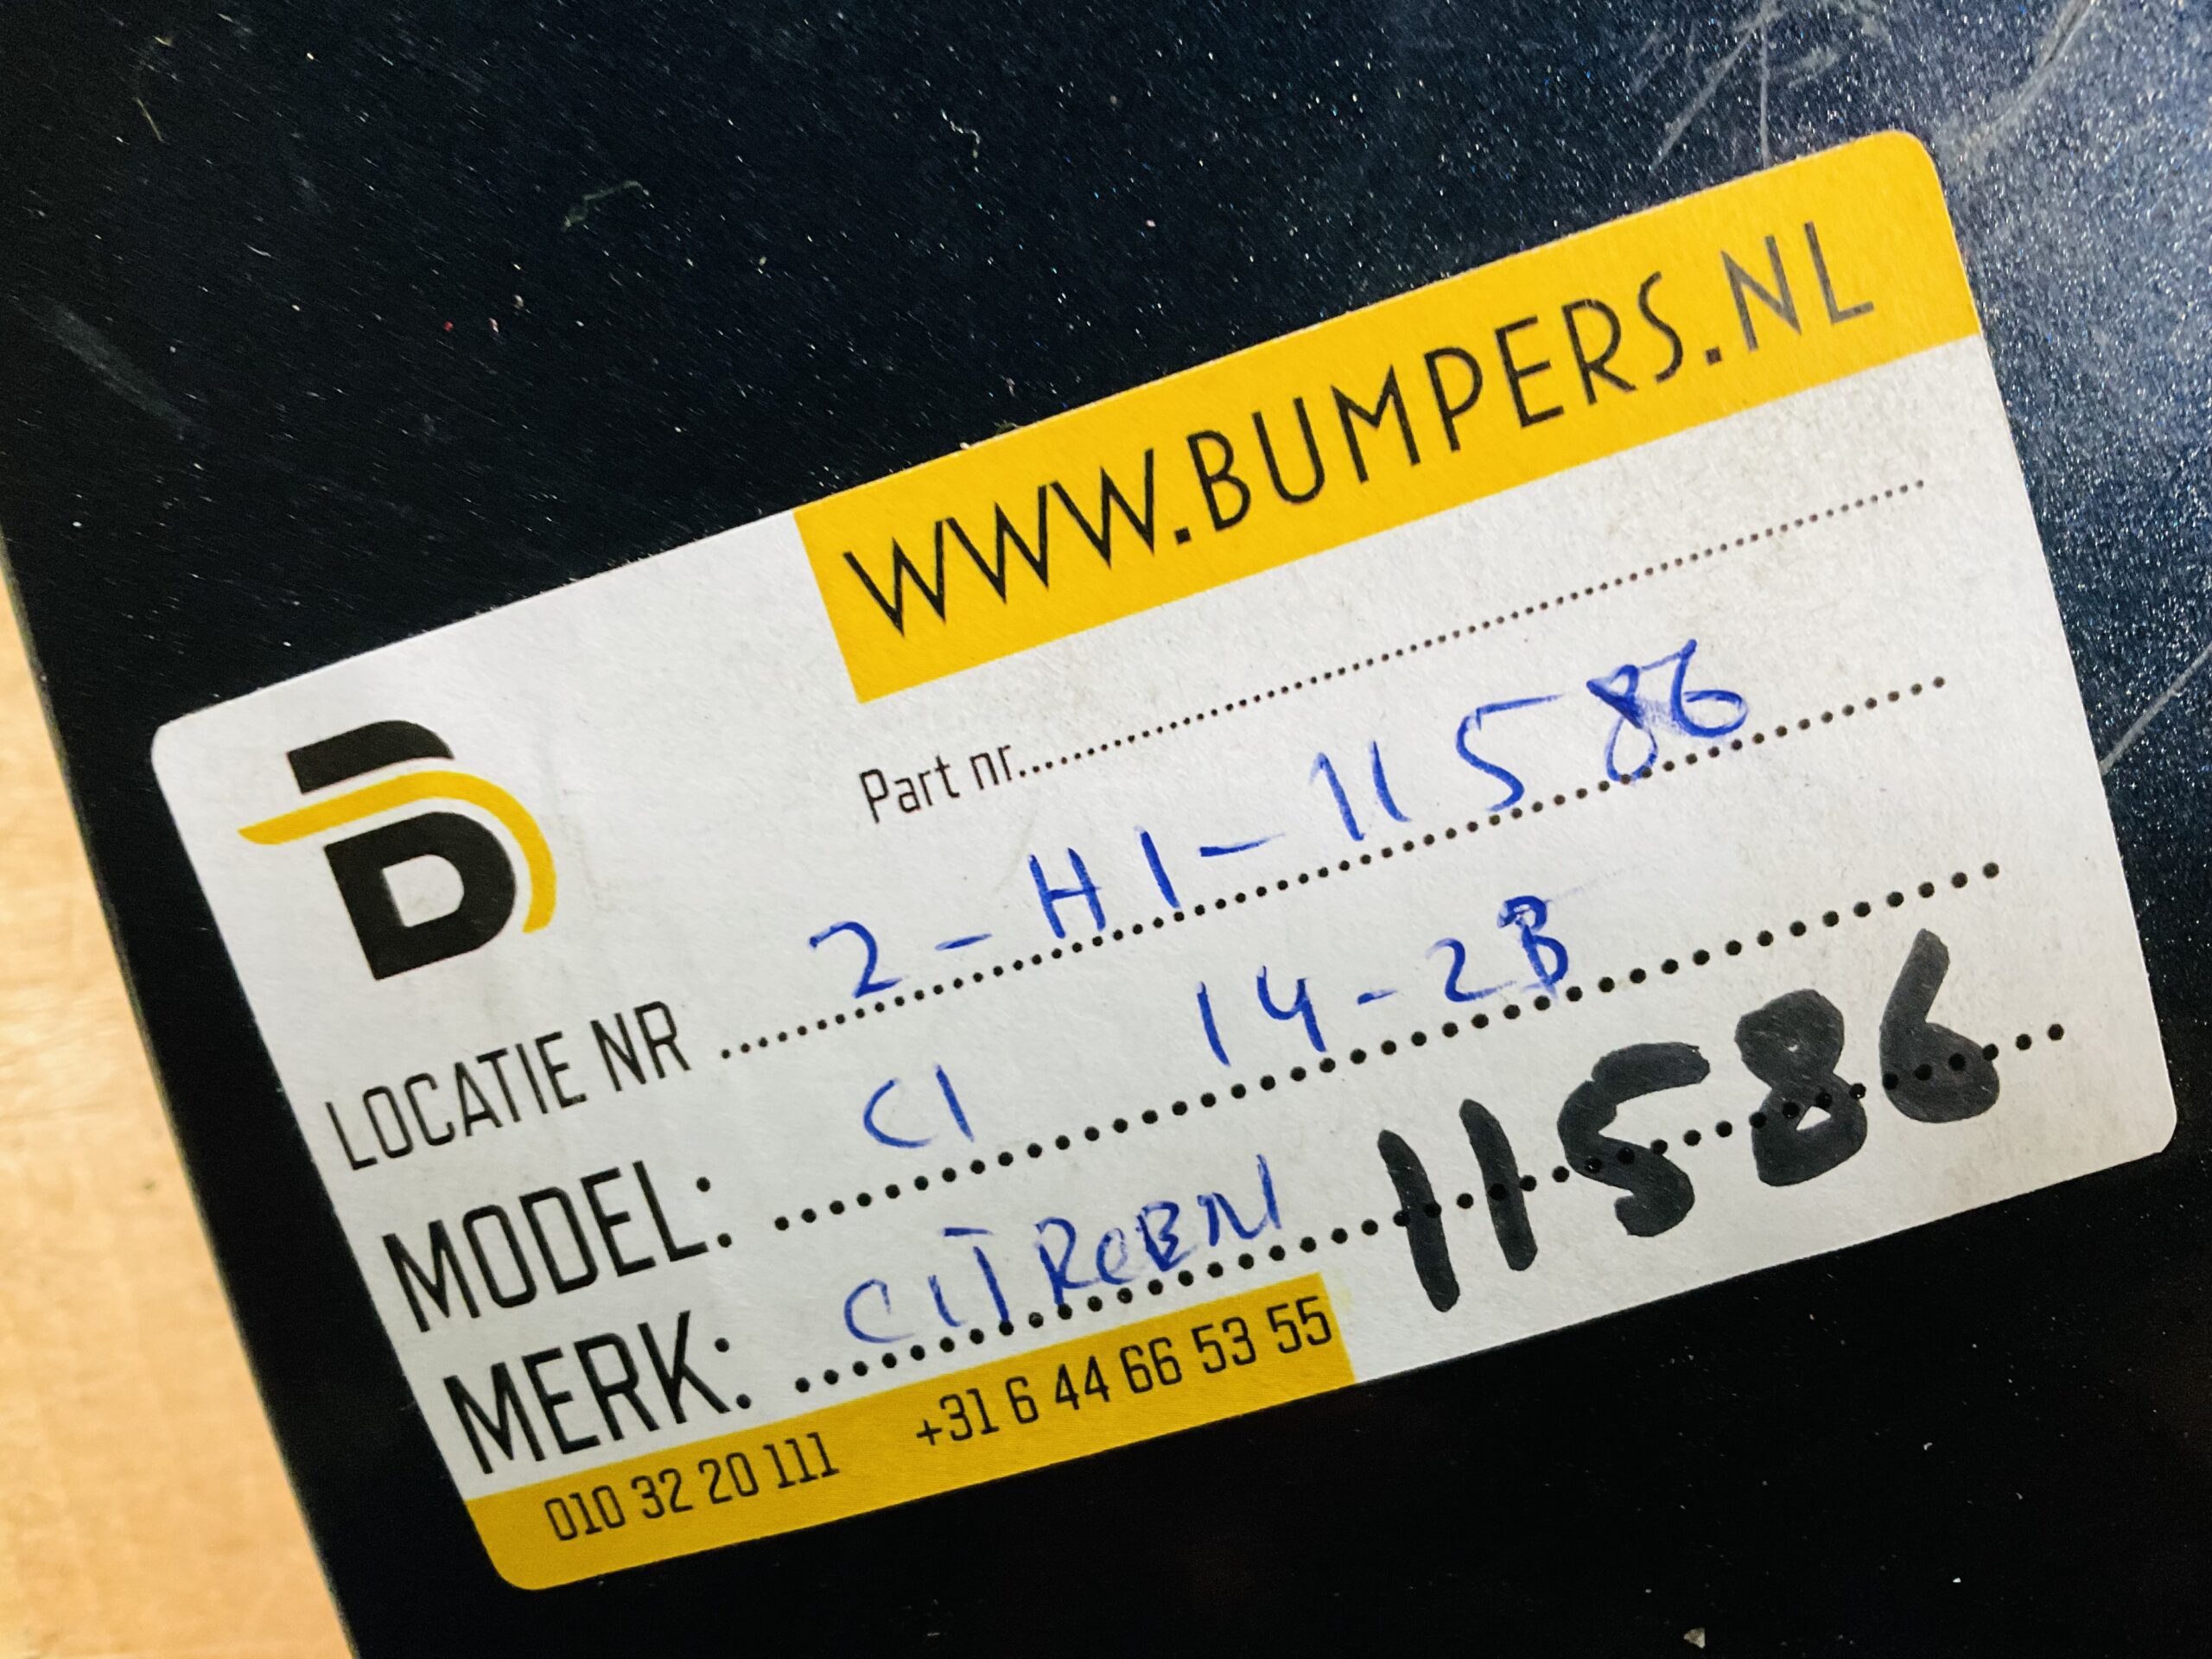 WWW.BUMPERS.NL
Part nr....................
LOCATIE NR 2-H1-11586
MODEL: C1 14-2B
MERK: CITROEN 11586
010 32 20 111 +31 6 44 66 53 55